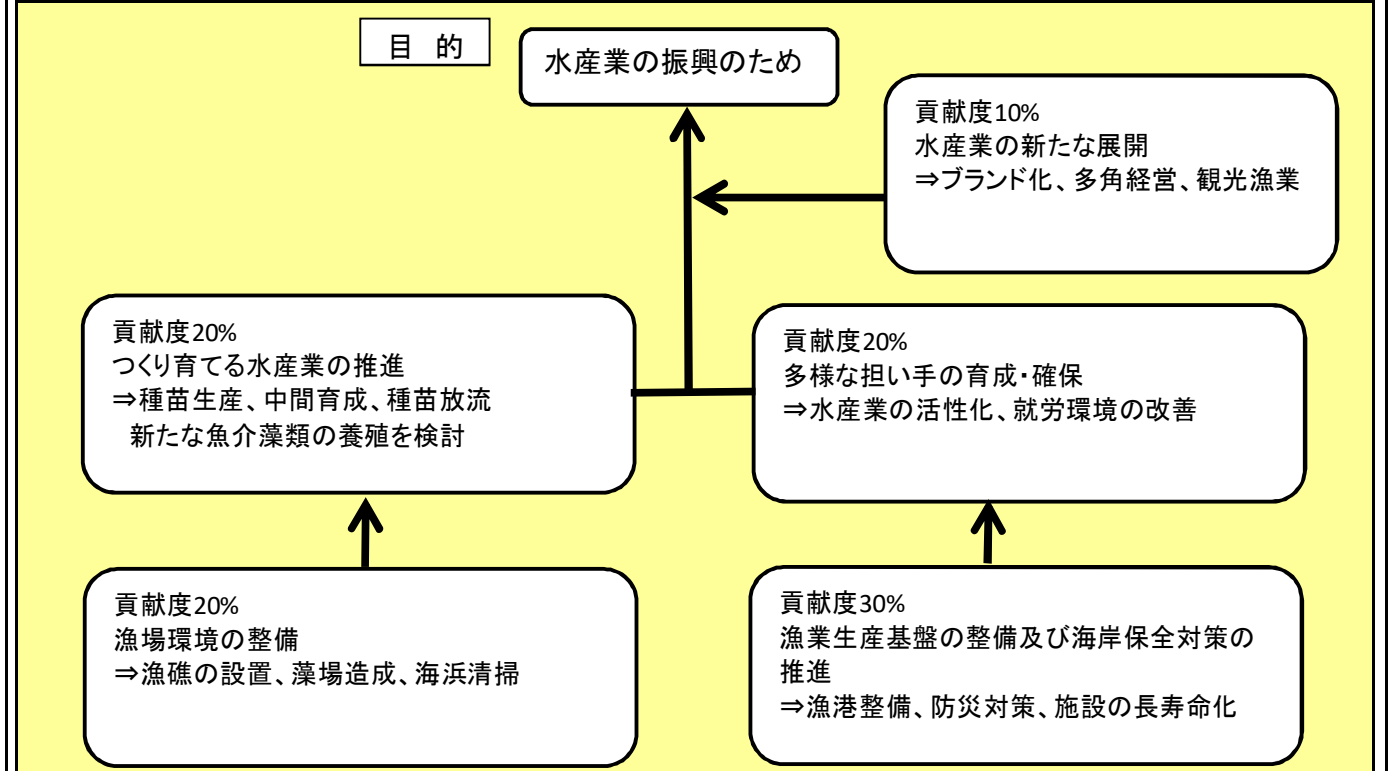 目 的
水産業の振興のため
貢献度10%
水産業の新たな展開
⇒ブランド化、多角経営、観光漁業
貢献度20%
つくり育てる水産業の推進
⇒種苗生産、中間育成、種苗放流
新たな魚介藻類の養殖を検討
貢献度20%
多様な担い手の育成・確保
⇒水産業の活性化、就労環境の改善
貢献度20%
漁場環境の整備
⇒漁礁の設置、藻場造成、海浜清掃
貢献度30%
漁業生産基盤の整備及び海岸保全対策の
推進
⇒漁港整備、防災対策、施設の長寿命化